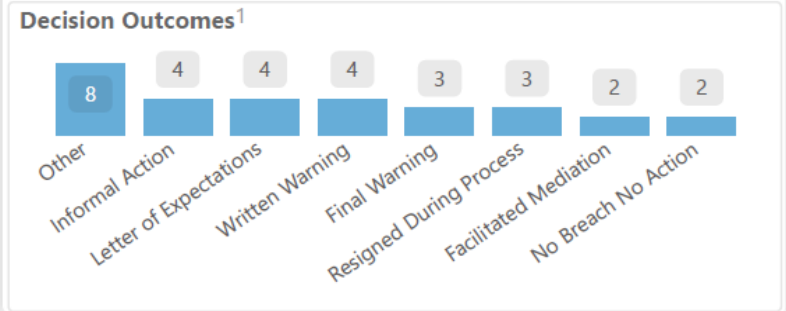 Decision Outcomes1
8
4
4
4
3
3
2
2
Other
Informal Action
Letter of Expectations
Written Warning
Final Warning
Resigned During Process
Facilitated Mediation
No Breach No Action